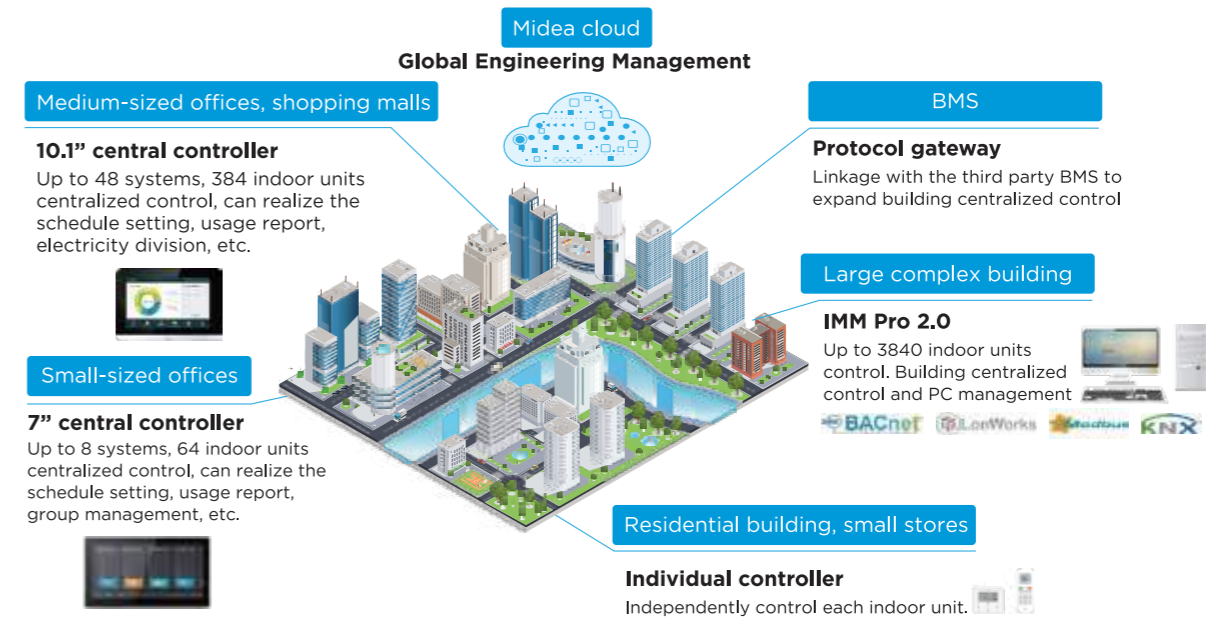 Midea cloud
Global Engineering Management
Medium-sized offices, shopping malls
10.1” central controller
Up to 48 systems, 384 indoor units
centralized control, can realize the
schedule setting, usage report,
electricity division, etc.
Small-sized offices
7” central controller
Up to 8 systems, 64 indoor units
centralized control, can realize the
schedule setting, usage report,
group management, etc.
BMS
Protocol gateway
Linkage with the third party BMS to
expand building centralized control
Large complex building
IMM Pro 2.0
Up to 3840 indoor units
control. Building centralized
control and PC management
BACnet LonWorks Modbus KNX
Residential building, small stores
Individual controller
Independently control each indoor unit.